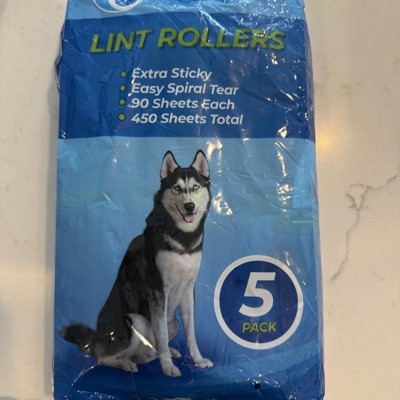 LINT ROLLERS
Extra Sticky
Easy Spiral Tear
90 Sheets Each
450 Sheets Total
5
PACK